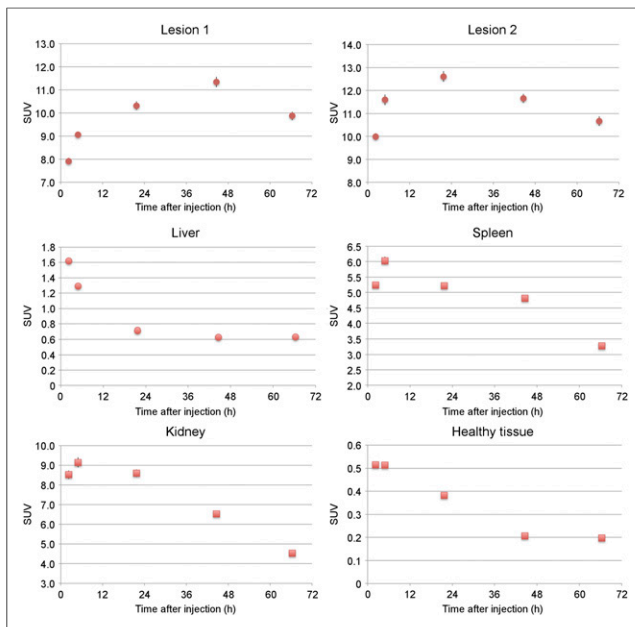 Lesion 1
13.0
12.0
11.0
10.0
9.0
8.0
7.0
SUV
0 12 24 36 48 60 72
Time after injection (h)
Lesion 2
14.0
13.0
12.0
11.0
10.0
9.0
8.0
SUV
0 12 24 36 48 60 72
Time after injection (h)
Liver
1.8
1.6
1.4
1.2
1.0
0.8
0.6
0.4
0.2
0
SUV
0 12 24 36 48 60 72
Time after injection (h)
Spleen
6.5
6.0
5.5
5.0
4.5
4.0
3.5
3.0
2.5
2.0
SUV
0 12 24 36 48 60 72
Time after injection (h)
Kidney
10.0
9.0
8.0
7.0
6.0
5.0
4.0
3.0
SUV
0 12 24 36 48 60 72
Time after injection (h)
Healthy tissue
0.6
0.5
0.4
0.3
0.2
0.1
0
SUV
0 12 24 36 48 60 72
Time after injection (h)